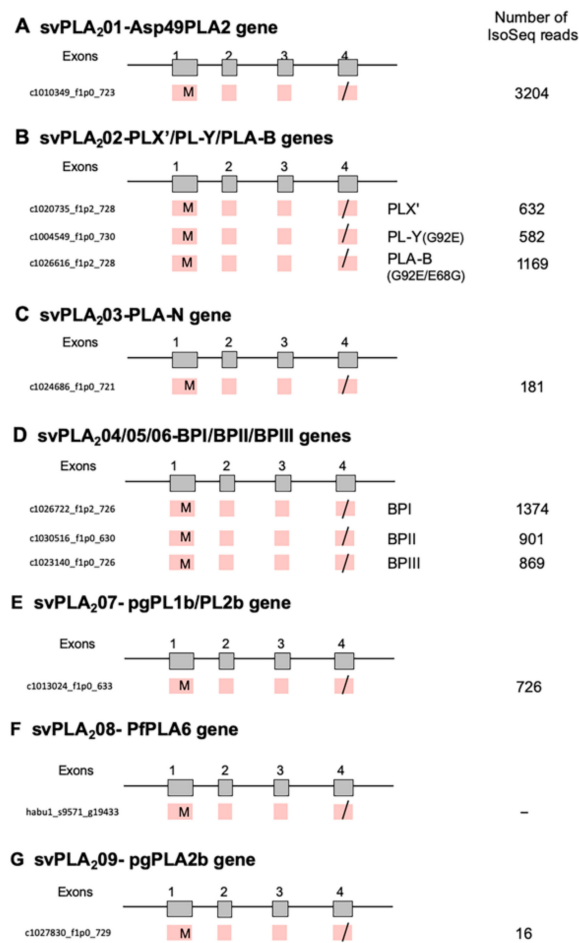 Number of
IsoSeq reads
A svPLA₂01-Asp49PLA2 gene
Exons 1 2 3 4
c1010349_f1p0_723 M 3204
B svPLA₂02-PLX'/PL-Y/PLA-B genes
Exons 1 2 3 4
c1020735_f1p2_728 M PLX' 632
c1004549_f1p0_730 M PL-Y(G92E) 582
c1026616_f1p2_728 M PLA-B 1169
(G92E/E68G)
C svPLA₂03-PLA-N gene
Exons 1 2 3 4
c1024686_f1p0_721 M 181
D svPLA₂04/05/06-BPI/BPII/BPIII genes
Exons 1 2 3 4
c1026722_f1p2_726 M BPI 1374
c1030516_f1p0_630 M BPII 901
c1023140_f1p0_726 M BPIII 869
E svPLA₂07- pgPL1b/PL2b gene
Exons 1 2 3 4
c1013024_f1p0_633 M 726
F svPLA₂08- PfPLA6 gene
Exons 1 2 3 4
habu1_s9571_g19433 M –
G svPLA₂09- pgPLA2b gene
Exons 1 2 3 4
c1027830_f1p0_729 M 16